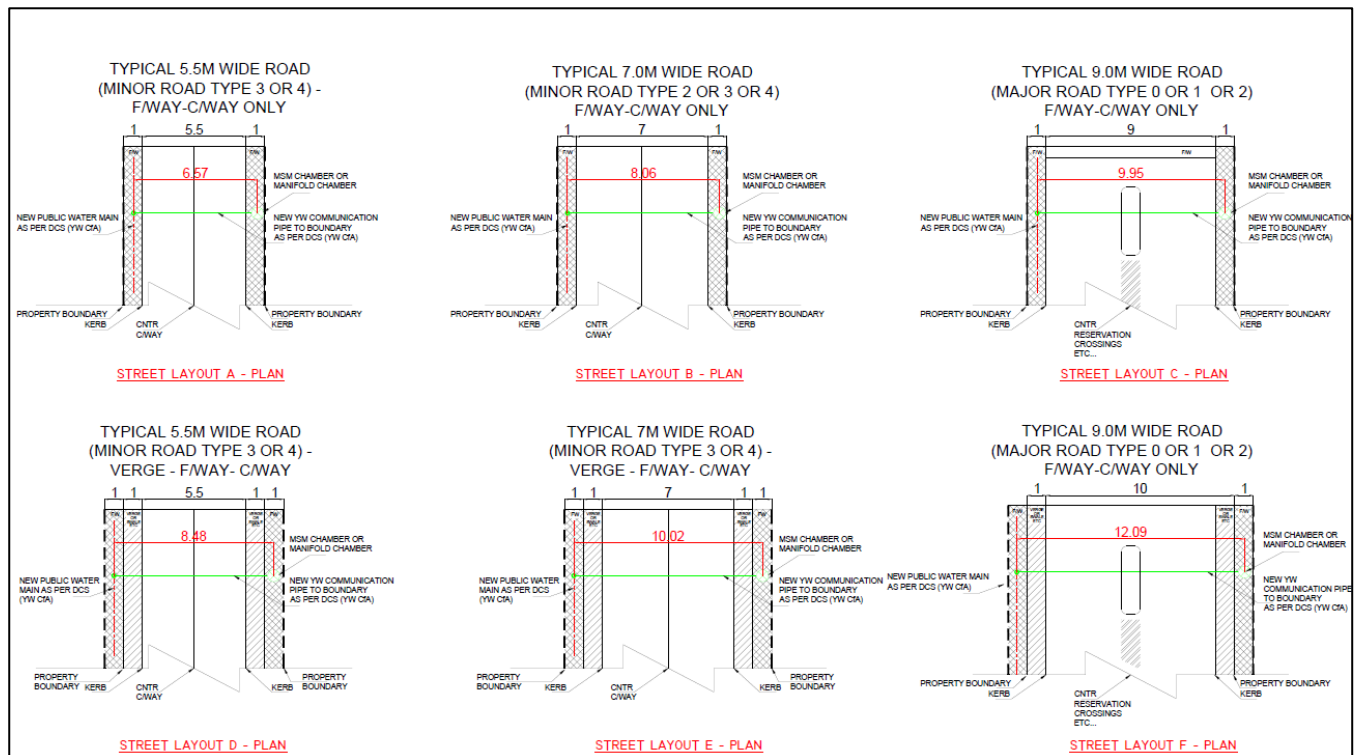 TYPICAL 5.5M WIDE ROAD
(MINOR ROAD TYPE 3 OR 4) -
F/WAY-C/WAY ONLY
1 5.5 1
F/W F/W
6.57
MSM CHAMBER OR
MANIFOLD CHAMBER
NEW PUBLIC WATER MAIN
AS PER DCS (YW CfA)
NEW YW COMMUNICATION
PIPE TO BOUNDARY
AS PER DCS (YW CfA)
PROPERTY BOUNDARY
KERB
CNTR
C/WAY
PROPERTY BOUNDARY
KERB
STREET LAYOUT A - PLAN
TYPICAL 7.0M WIDE ROAD
(MINOR ROAD TYPE 2 OR 3 OR 4)
F/WAY-C/WAY ONLY
1 7 1
F/W F/W
8.06
MSM CHAMBER OR
MANIFOLD CHAMBER
NEW PUBLIC WATER MAIN
AS PER DCS (YW CfA)
NEW YW COMMUNICATION
PIPE TO BOUNDARY
AS PER DCS (YW CfA)
PROPERTY BOUNDARY
KERB
CNTR
C/WAY
PROPERTY BOUNDARY
KERB
STREET LAYOUT B - PLAN
TYPICAL 9.0M WIDE ROAD
(MAJOR ROAD TYPE 0 OR 1 OR 2)
F/WAY-C/WAY ONLY
1 9 1
F/W F/W
9.95
MSM CHAMBER OR
MANIFOLD CHAMBER
NEW PUBLIC WATER MAIN
AS PER DCS (YW CfA)
NEW YW COMMUNICATION
PIPE TO BOUNDARY
AS PER DCS (YW CfA)
PROPERTY BOUNDARY
KERB
CNTR
RESERVATION
CROSSINGS
ETC...
PROPERTY BOUNDARY
KERB
STREET LAYOUT C - PLAN
TYPICAL 5.5M WIDE ROAD
(MINOR ROAD TYPE 3 OR 4) -
VERGE - F/WAY- C/WAY
1 1 5.5 1 1
F/W F/W
8.48
MSM CHAMBER OR
MANIFOLD CHAMBER
NEW PUBLIC WATER
MAIN AS PER DCS
(YW CfA)
NEW YW COMMUNICATION
PIPE TO BOUNDARY
AS PER DCS (YW CfA)
PROPERTY
BOUNDARY
KERB
CNTR
C/WAY
KERB
PROPERTY
BOUNDARY
STREET LAYOUT D - PLAN
TYPICAL 7M WIDE ROAD
(MINOR ROAD TYPE 3 OR 4) -
VERGE - F/WAY- C/WAY
1 1 7 1 1
F/W F/W
10.02
MSM CHAMBER OR
MANIFOLD CHAMBER
NEW PUBLIC WATER
MAIN AS PER DCS
(YW CfA)
NEW YW COMMUNICATION
PIPE TO BOUNDARY
AS PER DCS (YW CfA)
PROPERTY
BOUNDARY
KERB
CNTR
C/WAY
KERB
PROPERTY
BOUNDARY
STREET LAYOUT E - PLAN
TYPICAL 9.0M WIDE ROAD
(MAJOR ROAD TYPE 0 OR 1 OR 2)
F/WAY-C/WAY ONLY
1 10 1
F/W F/W
12.09
MSM CHAMBER OR
MANIFOLD CHAMBER
NEW PUBLIC WATER MAIN
AS PER DCS (YW CfA)
NEW YW
COMMUNICATION PIPE
TO BOUNDARY
AS PER DCS (YW CfA)
PROPERTY BOUNDARY
KERB
CNTR
RESERVATION
CROSSINGS
ETC...
PROPERTY BOUNDARY
KERB
STREET LAYOUT F - PLAN